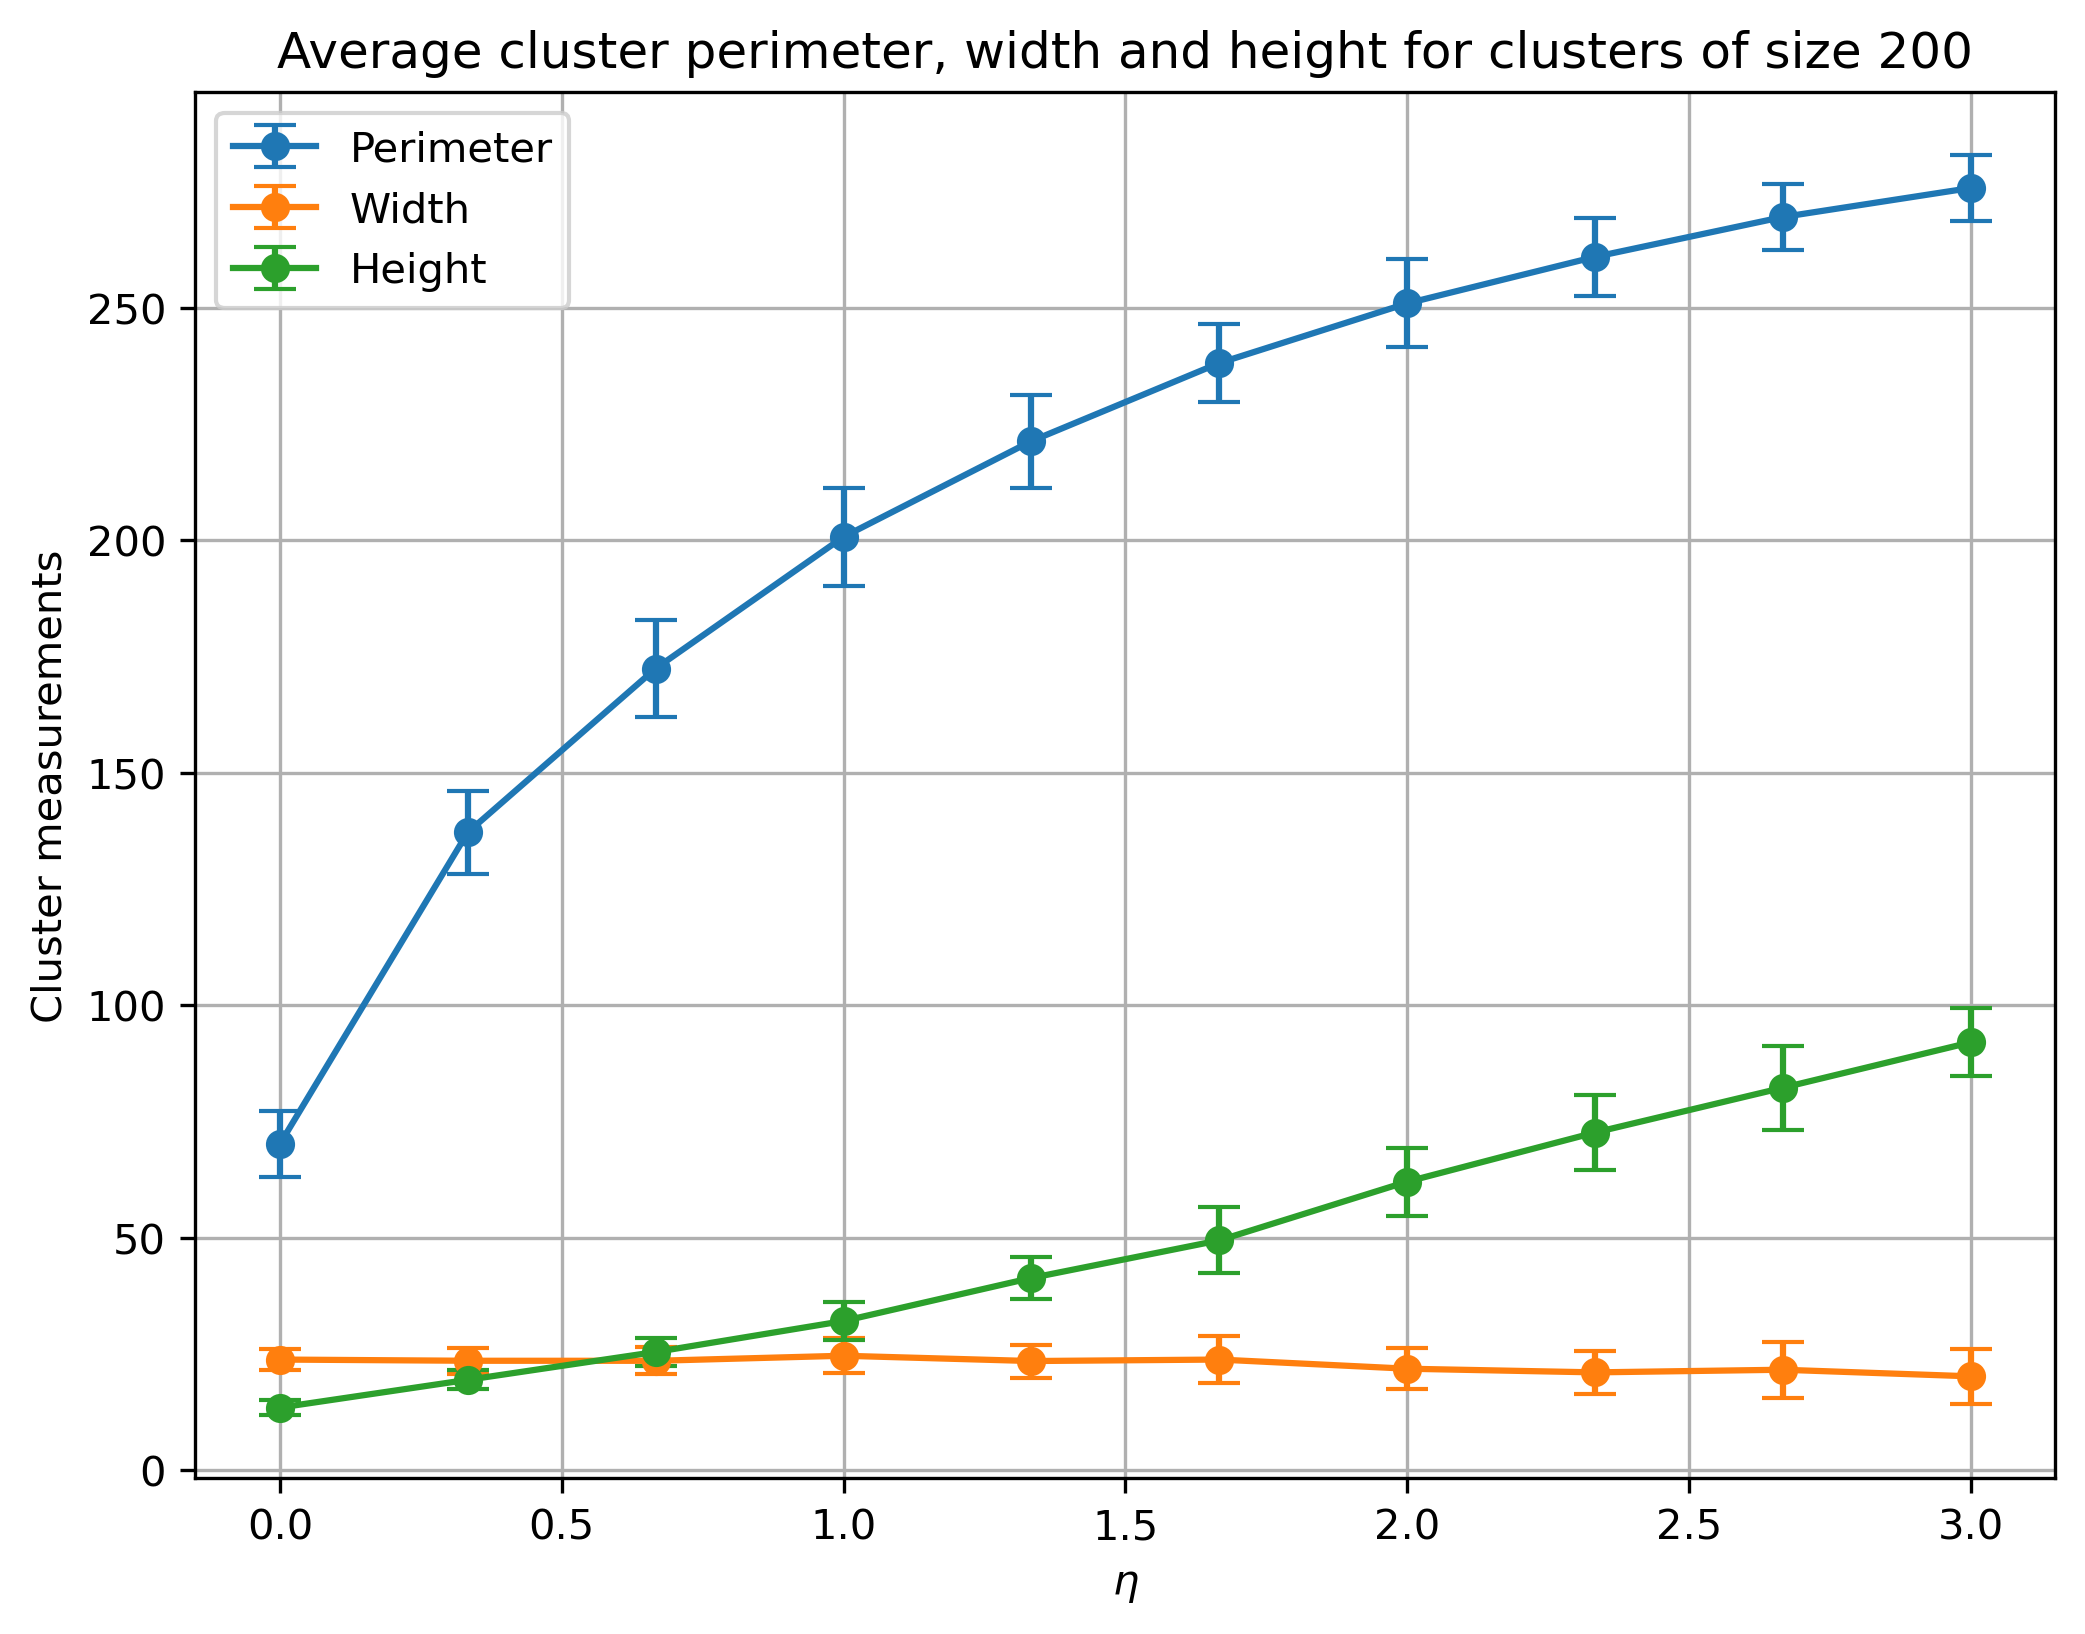 Average cluster perimeter, width and height for clusters of size 200
Perimeter
Width
Height
Cluster measurements
250
200
150
100
50
0
0.0 0.5 1.0 1.5 2.0 2.5 3.0
η